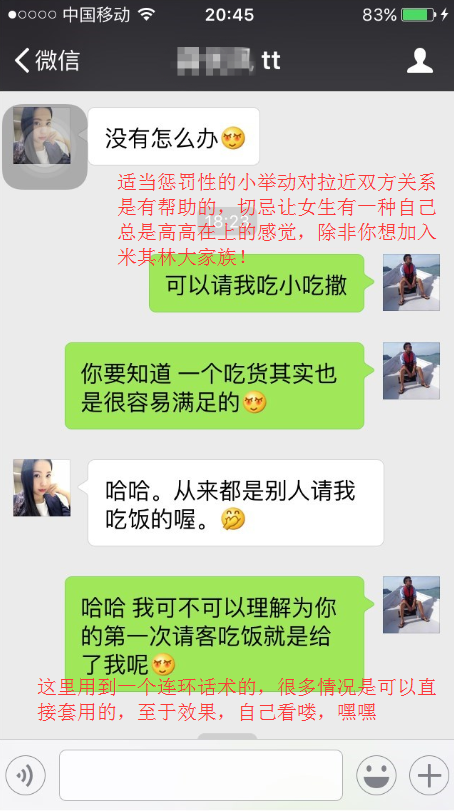 中国移动 20:45 83%
微信 tt
没有怎么办
适当惩罚性的小举动对拉近双方关系
是有帮助的，切忌让女生有一种自己
18:23
总是高高在上的感觉，除非你想加入
米其林大家族！
可以请我吃小吃撒
你要知道 一个吃货其实也
是很容易满足的
哈哈。从来都是别人请我
吃饭的喔。
哈哈 我可不可以理解为你
的第一次请客吃饭就是给
了我呢
这里用到一个连环话术的，很多情况是可以直
接套用的，至于效果，自己看喽，嘿嘿